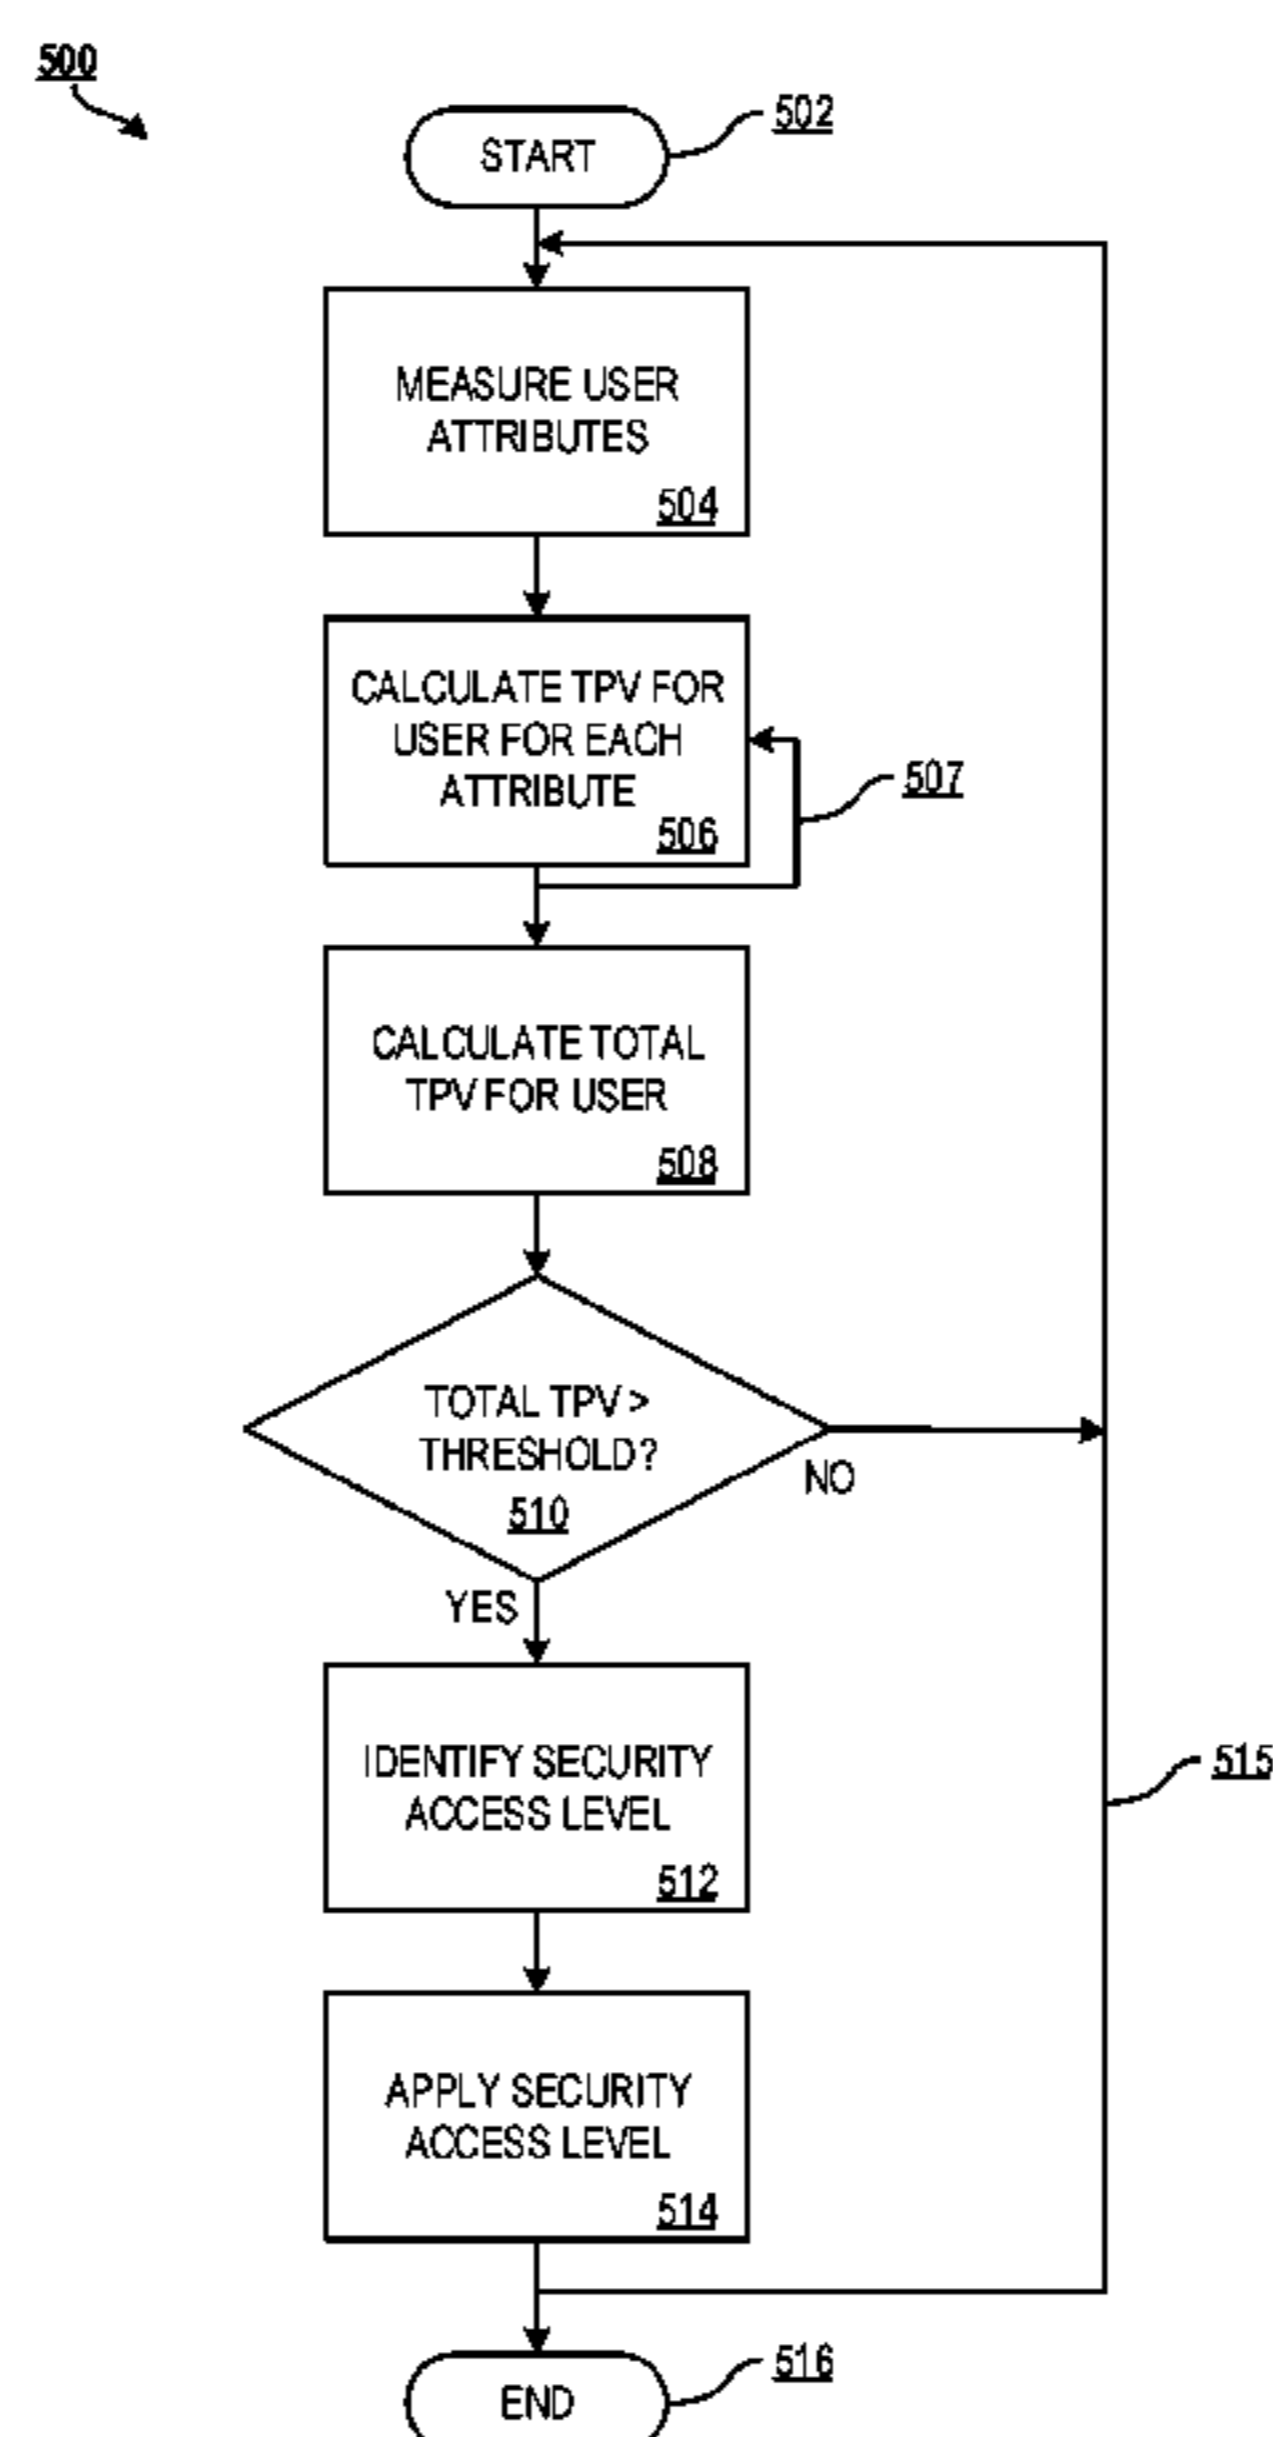 500
START
502
MEASURE USER
ATTRIBUTES
504
CALCULATE TPV FOR
USER FOR EACH
ATTRIBUTE
506
507
CALCULATE TOTAL
TPV FOR USER
508
TOTAL TPV >
THRESHOLD?
510
NO
YES
IDENTIFY SECURITY
ACCESS LEVEL
512
515
APPLY SECURITY
ACCESS LEVEL
514
END
516